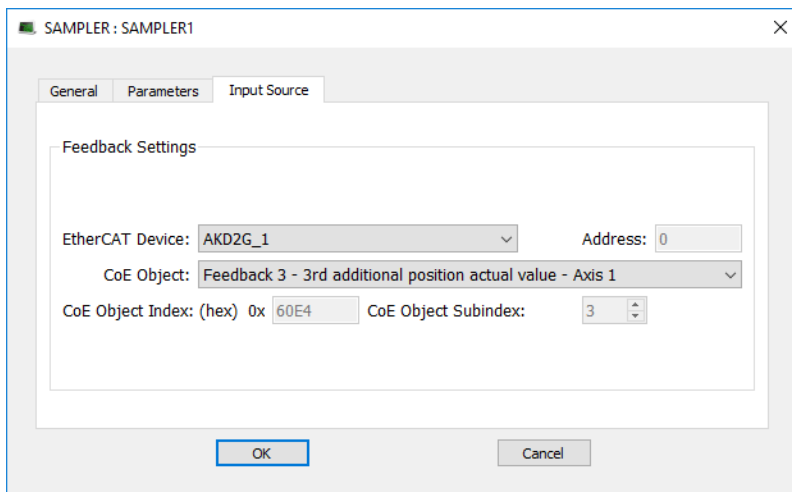 SAMPLER : SAMPLER1
General Parameters Input Source
Feedback Settings
EtherCAT Device: AKD2G_1 Address: 0
CoE Object: Feedback 3 - 3rd additional position actual value - Axis 1
CoE Object Index: (hex) 0x 60E4 CoE Object Subindex: 3
OK Cancel